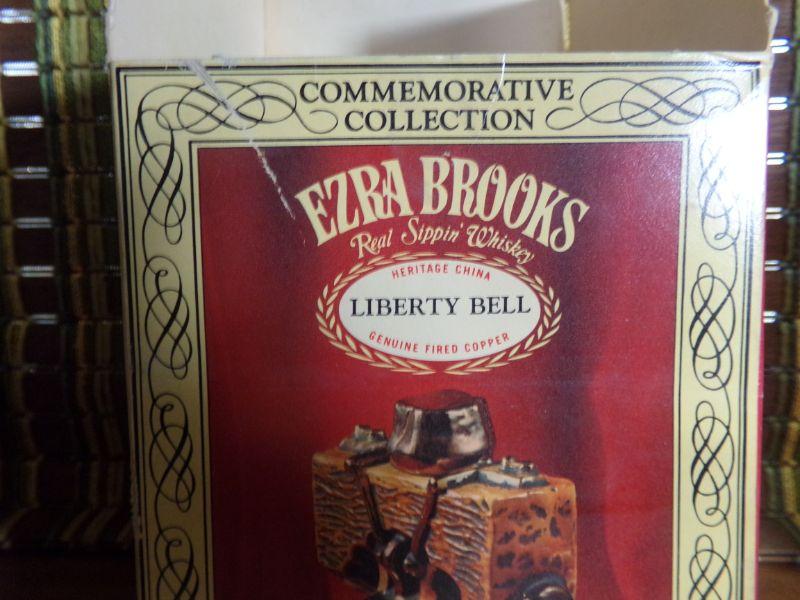 COMMEMORATIVE
COLLECTION
EZRA BROOKS
Real Sippin' Whiskey
HERITAGE CHINA
LIBERTY BELL
GENUINE FIRED COPPER